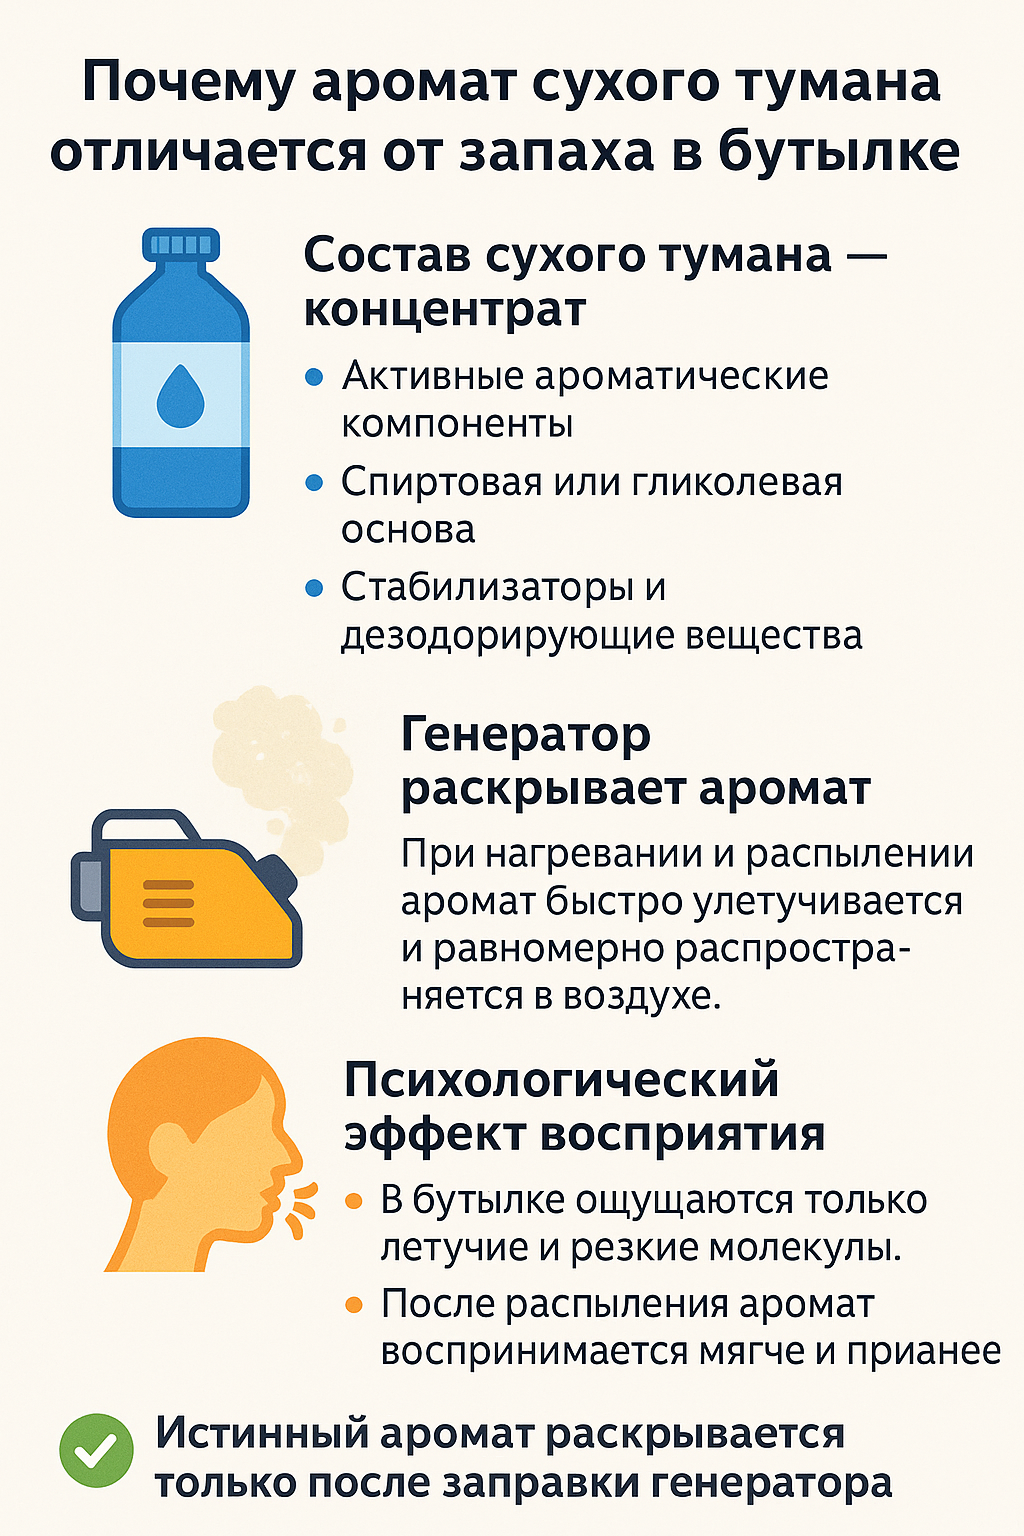 Почему аромат сухого тумана
отличается от запаха в бутылке
Состав сухого тумана —
концентрат
• Активные ароматические
компоненты
• Спиртовая или гликолевая
основа
• Стабилизаторы и
дезодорирующие вещества
Генератор
раскрывает аромат
При нагревании и распылении
аромат быстро улетучивается
и равномерно распростра-
няется в воздухе.
Психологический
эффект восприятия
• В бутылке ощущаются только
летучие и резкие молекулы.
• После распыления аромат
воспринимается мягче и прианее
Истинный аромат раскрывается
только после заправки генератора